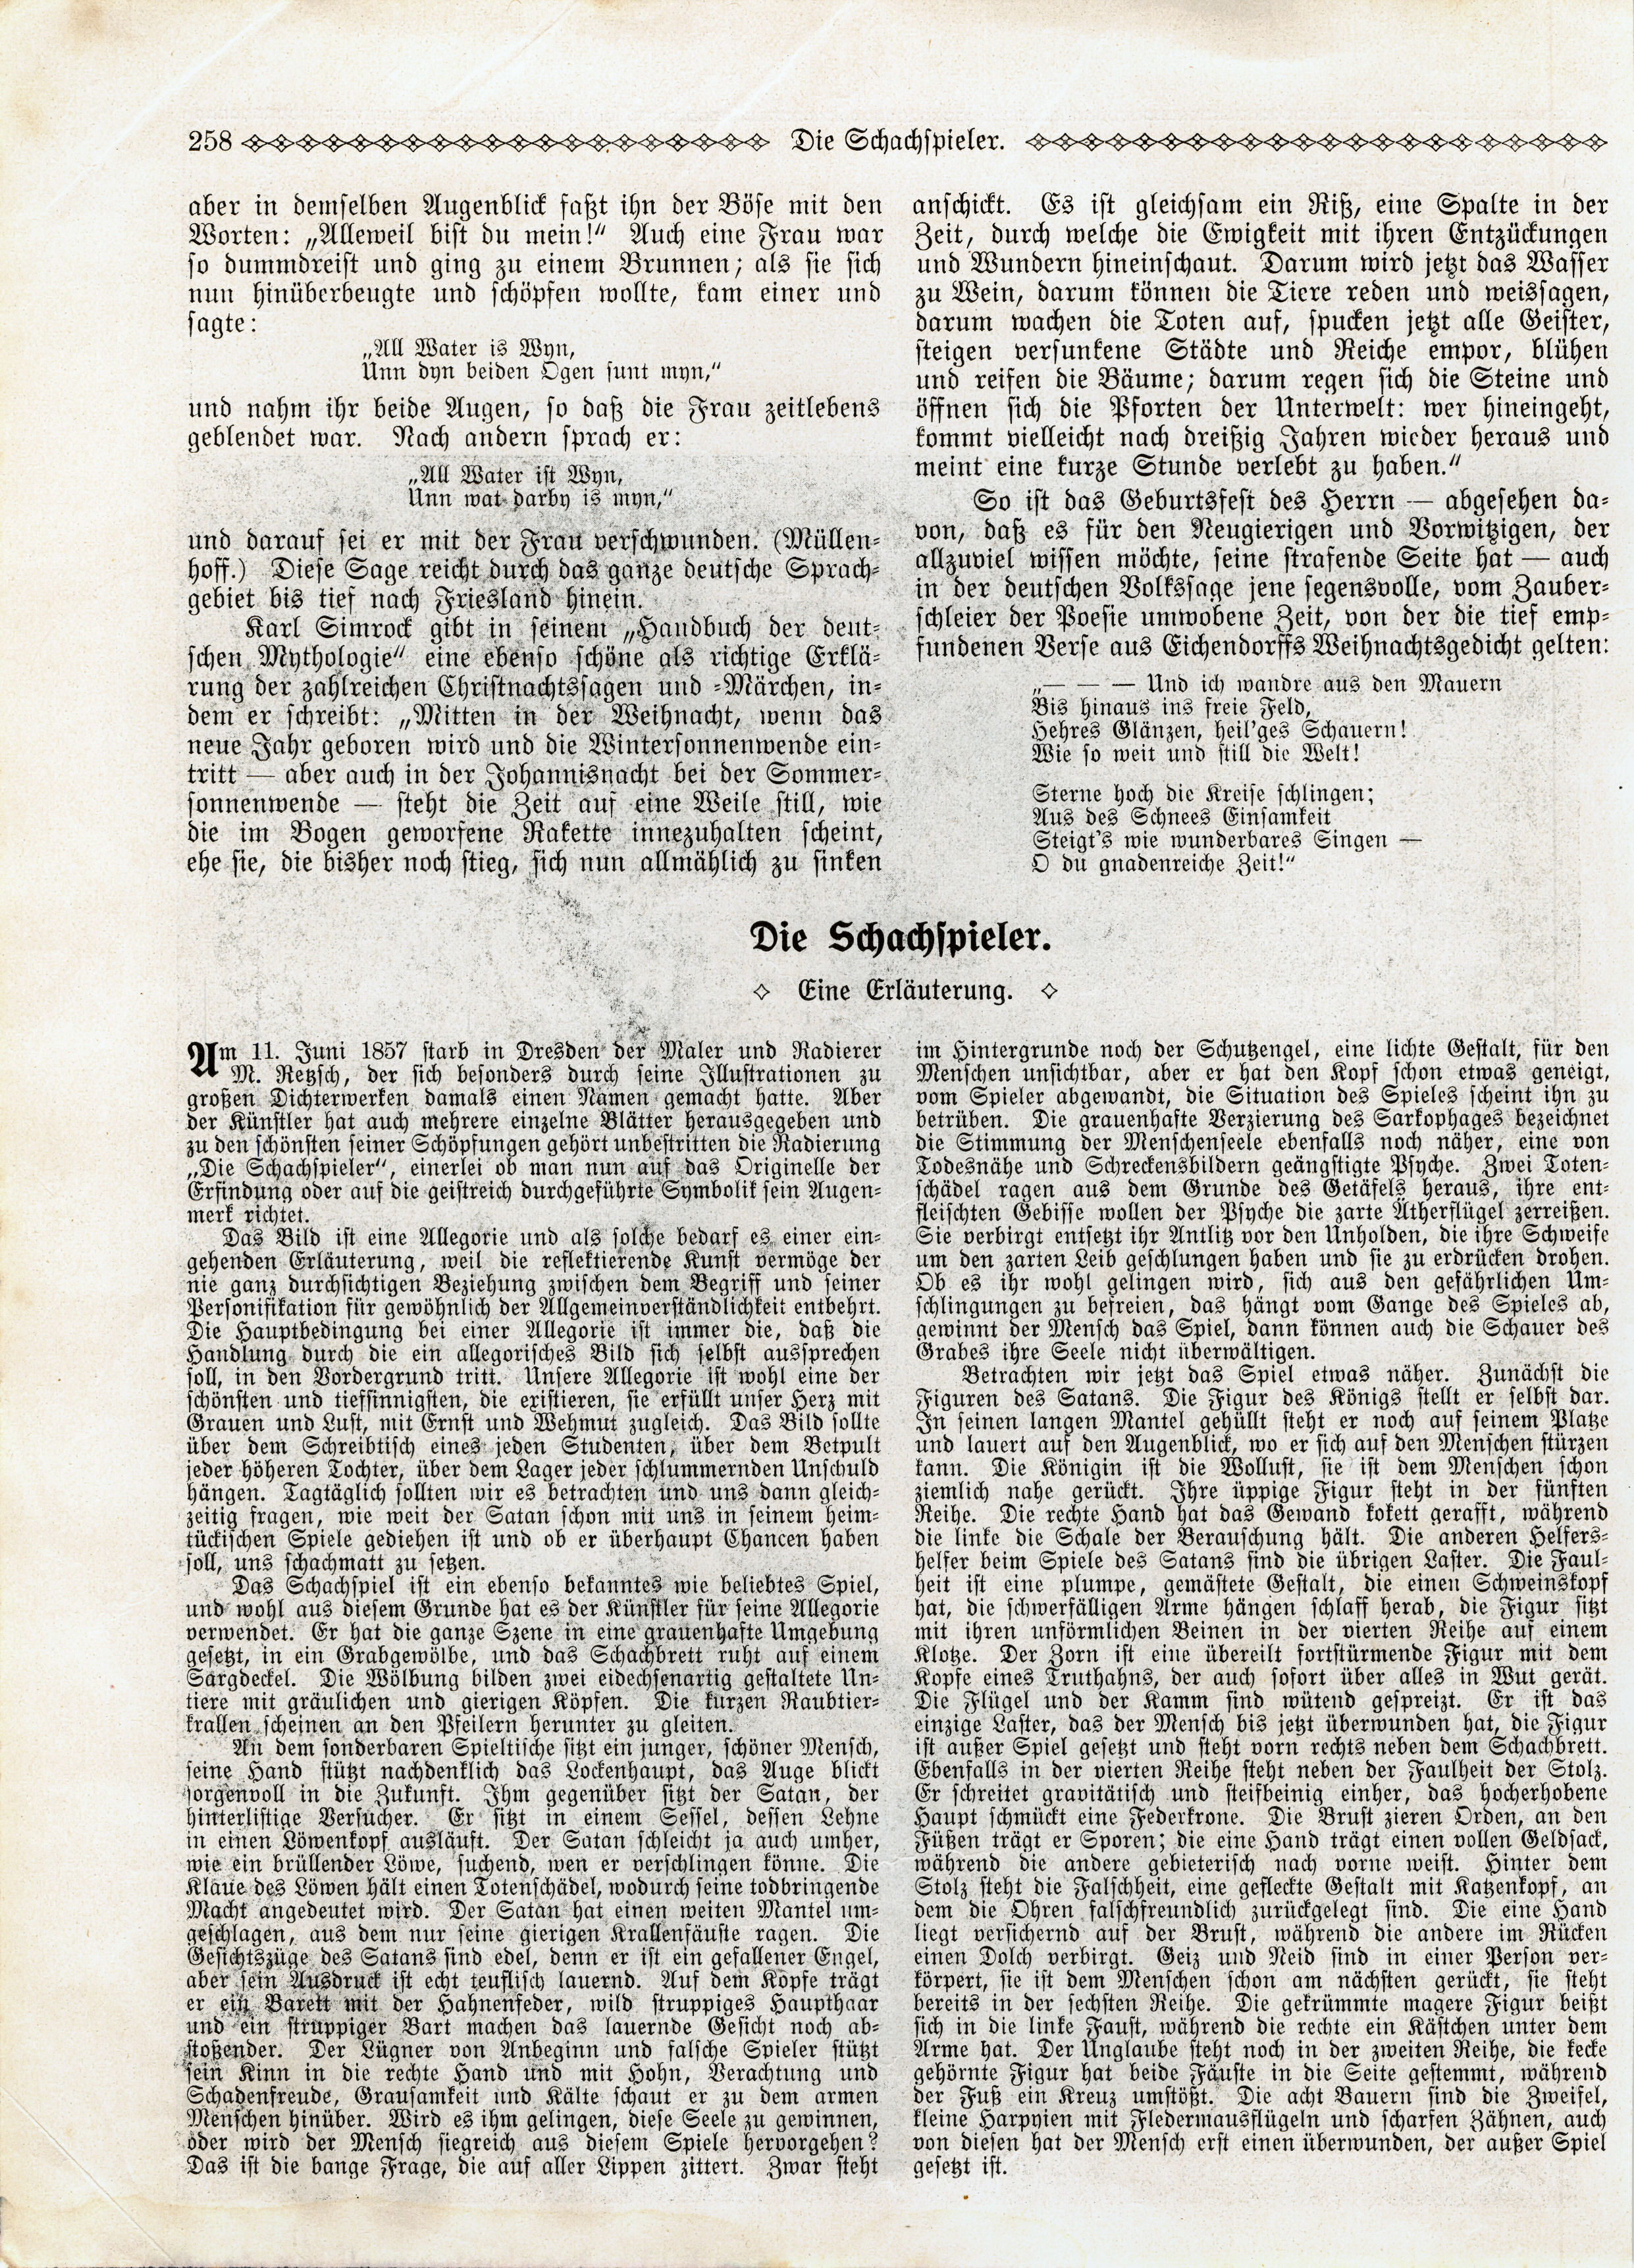 258 Die Schachspieler.
aber in demselben Augenblick faßt ihn der Böse mit den
Worten: „Alleweil bist du mein!“ Auch eine Frau war
so dummdreist und ging zu einem Brunnen; als sie sich
nun hinüberbeugte und schöpfen wollte, kam einer und
sagte:
„All Water is Wyn,
Unn dyn beiden Ogen sunt myn,“
und nahm ihr beide Augen, so daß die Frau zeitlebens
geblendet war. Nach andern sprach er:
„All Water ist Wyn,
Unn wat darby is myn,“
und darauf sei er mit der Frau verschwunden. (Müllen-
hoff.) Diese Sage reicht durch das ganze deutsche Sprach-
gebiet bis tief nach Friesland hinein.
Karl Simrock gibt in seinem „Handbuch der deut-
schen Mythologie“ eine ebenso schöne als richtige Erklä-
rung der zahlreichen Christnachtssagen und -Märchen, in-
dem er schreibt: „Mitten in der Weihnacht, wenn das
neue Jahr geboren wird und die Wintersonnenwende ein-
tritt — aber auch in der Johannisnacht bei der Sommer-
sonnenwende — steht die Zeit auf eine Weile still, wie
die im Bogen geworfene Rakette innezuhalten scheint,
ehe sie, die bisher noch stieg, sich nun allmählich zu sinken
anschickt. Es ist gleichsam ein Riß, eine Spalte in der
Zeit, durch welche die Ewigkeit mit ihren Entzückungen
und Wundern hineinschaut. Darum wird jetzt das Wasser
zu Wein, darum können die Tiere reden und weissagen,
darum wachen die Toten auf, spucken jetzt alle Geister,
steigen versunkene Städte und Reiche empor, blühen
und reifen die Bäume; darum regen sich die Steine und
öffnen sich die Pforten der Unterwelt: wer hineingeht,
kommt vielleicht nach dreißig Jahren wieder heraus und
meint eine kurze Stunde verlebt zu haben.“
So ist das Geburtsfest des Herrn — abgesehen da-
von, daß es für den Neugierigen und Vorwitzigen, der
allzuviel wissen möchte, seine strafende Seite hat — auch
in der deutschen Volkssage jene segensvolle, vom Zauber-
schleier der Poesie umwobene Zeit, von der die tief emp-
fundenen Verse aus Eichendorffs Weihnachtsgedicht gelten:
„— — — Und ich wandre aus den Mauern
Bis hinaus ins freie Feld,
Hehres Glänzen, heil'ges Schauern!
Wie so weit und still die Welt!
Sterne hoch die Kreise schlingen;
Aus des Schnees Einsamkeit
Steigt's wie wunderbares Singen —
O du gnadenreiche Zeit!“
Die Schachspieler.
Eine Erläuterung.
Am 11. Juni 1857 starb in Dresden der Maler und Radierer
M. Retzsch, der sich besonders durch seine Illustrationen zu
großen Dichterwerken damals einen Namen gemacht hatte. Aber
der Künstler hat auch mehrere einzelne Blätter herausgegeben und
zu den schönsten seiner Schöpfungen gehört unbestritten die Radierung
„Die Schachspieler“, einerlei ob man nun auf das Originelle der
Erfindung oder auf die geistreich durchgeführte Symbolik sein Augen-
merk richtet.
Das Bild ist eine Allegorie und als solche bedarf es einer ein-
gehenden Erläuterung, weil die reflektierende Kunst vermöge der
nie ganz durchsichtigen Beziehung zwischen dem Begriff und seiner
Personifikation für gewöhnlich der Allgemeinverständlichkeit entbehrt.
Die Hauptbedingung bei einer Allegorie ist immer die, daß die
Handlung durch die ein allegorisches Bild sich selbst aussprechen
soll, in den Vordergrund tritt. Unsere Allegorie ist wohl eine der
schönsten und tiefsinnigsten, die existieren, sie erfüllt unser Herz mit
Grauen und Lust, mit Ernst und Wehmut zugleich. Das Bild sollte
über dem Schreibtisch eines jeden Studenten, über dem Betpult
jeder höheren Tochter, über dem Lager jeder schlummernden Unschuld
hängen. Tagtäglich sollten wir es betrachten und uns dann gleich-
zeitig fragen, wie weit der Satan schon mit uns in seinem heim-
tückischen Spiele gediehen ist und ob er überhaupt Chancen haben
soll, uns schachmatt zu setzen.
Das Schachspiel ist ein ebenso bekanntes wie beliebtes Spiel,
und wohl aus diesem Grunde hat es der Künstler für seine Allegorie
verwendet. Er hat die ganze Szene in eine grauenhafte Umgebung
gesetzt, in ein Grabgewölbe, und das Schachbrett ruht auf einem
Sargdeckel. Die Wölbung bilden zwei eidechsenartig gestaltete Un-
tiere mit gräulichen und gierigen Köpfen. Die kurzen Raubtier-
krallen scheinen an den Pfeilern herunter zu gleiten.
An dem sonderbaren Spieltische sitzt ein junger, schöner Mensch,
seine Hand stützt nachdenklich das Lockenhaupt, das Auge blickt
sorgenvoll in die Zukunft. Ihm gegenüber sitzt der Satan, der
hinterlistige Versucher. Er sitzt in einem Sessel, dessen Lehne
in einen Löwenkopf ausläuft. Der Satan schleicht ja auch umher,
wie ein brüllender Löwe, suchend, wen er verschlingen könne. Die
Klaue des Löwen hält einen Totenschädel, wodurch seine todbringende
Macht angedeutet wird. Der Satan hat einen weiten Mantel um-
geschlagen, aus dem nur seine gierigen Krallenfäuste ragen. Die
Gesichtszüge des Satans sind edel, denn er ist ein gefallener Engel,
aber sein Ausdruck ist echt teuflisch lauernd. Auf dem Kopfe trägt
er ein Barett mit der Hahnenfeder, wild struppiges Haupthaar
und ein struppiger Bart machen das lauernde Gesicht noch ab-
stoßender. Der Lügner von Anbeginn und falsche Spieler stützt
sein Kinn in die rechte Hand und mit Hohn, Verachtung und
Schadenfreude, Grausamkeit und Kälte schaut er zu dem armen
Menschen hinüber. Wird es ihm gelingen, diese Seele zu gewinnen,
oder wird der Mensch siegreich aus diesem Spiele hervorgehen?
Das ist die bange Frage, die auf aller Lippen zittert. Zwar steht
im Hintergrunde noch der Schutzengel, eine lichte Gestalt, für den
Menschen unsichtbar, aber er hat den Kopf schon etwas geneigt,
vom Spieler abgewandt, die Situation des Spieles scheint ihn zu
betrüben. Die grauenhafte Verzierung des Sarkophages bezeichnet
die Stimmung der Menschenseele ebenfalls noch näher, eine von
Todesnähe und Schreckensbildern geängstigte Psyche. Zwei Toten-
schädel ragen aus dem Grunde des Getäfels heraus, ihre ent-
fleischten Gebisse wollen der Psyche die zarte Ätherflügel zerreißen.
Sie verbirgt entsetzt ihr Antlitz vor den Unholden, die ihre Schweife
um den zarten Leib geschlungen haben und sie zu erdrücken drohen.
Ob es ihr wohl gelingen wird, sich aus den gefährlichen Um-
schlingungen zu befreien, das hängt vom Gange des Spieles ab,
gewinnt der Mensch das Spiel, dann können auch die Schauer des
Grabes ihre Seele nicht überwältigen.
Betrachten wir jetzt das Spiel etwas näher. Zunächst die
Figuren des Satans. Die Figur des Königs stellt er selbst dar.
In seinen langen Mantel gehüllt steht er noch auf seinem Platze
und lauert auf den Augenblick, wo er sich auf den Menschen stürzen
kann. Die Königin ist die Wollust, sie ist dem Menschen schon
ziemlich nahe gerückt. Ihre üppige Figur steht in der fünften
Reihe. Die rechte Hand hat das Gewand kokett gerafft, während
die linke die Schale der Berauschung hält. Die anderen Helfers-
helfer beim Spiele des Satans sind die übrigen Laster. Die Faul-
heit ist eine plumpe, gemästete Gestalt, die einen Schweinskopf
hat, die schwerfälligen Arme hängen schlaff herab, die Figur sitzt
mit ihren unförmlichen Beinen in der vierten Reihe auf einem
Klotze. Der Zorn ist eine übereilt fortstürmende Figur mit dem
Kopfe eines Truthahns, der auch sofort über alles in Wut gerät.
Die Flügel und der Kamm sind wütend gespreizt. Er ist das
einzige Laster, das der Mensch bis jetzt überwunden hat, die Figur
ist außer Spiel gesetzt und steht vorn rechts neben dem Schachbrett.
Ebenfalls in der vierten Reihe steht neben der Faulheit der Stolz.
Er schreitet gravitätisch und steifbeinig einher, das hocherhobene
Haupt schmückt eine Federkrone. Die Brust zieren Orden, an den
Füßen trägt er Sporen; die eine Hand trägt einen vollen Geldsack,
während die andere gebieterisch nach vorne weist. Hinter dem
Stolz steht die Falschheit, eine gefleckte Gestalt mit Katzenkopf, an
dem die Ohren falschfreundlich zurückgelegt sind. Die eine Hand
liegt versichernd auf der Brust, während die andere im Rücken
einen Dolch verbirgt. Geiz und Neid sind in einer Person ver-
körpert, sie ist dem Menschen schon am nächsten gerückt, sie steht
bereits in der sechsten Reihe. Die gekrümmte magere Figur beißt
sich in die linke Faust, während die rechte ein Kästchen unter dem
Arme hat. Der Unglaube steht noch in der zweiten Reihe, die kecke
gehörnte Figur hat beide Fäuste in die Seite gestemmt, während
der Fuß ein Kreuz umstößt. Die acht Bauern sind die Zweifel,
kleine Harpyien mit Fledermausflügeln und scharfen Zähnen, auch
von diesen hat der Mensch erst einen überwunden, der außer Spiel
gesetzt ist.